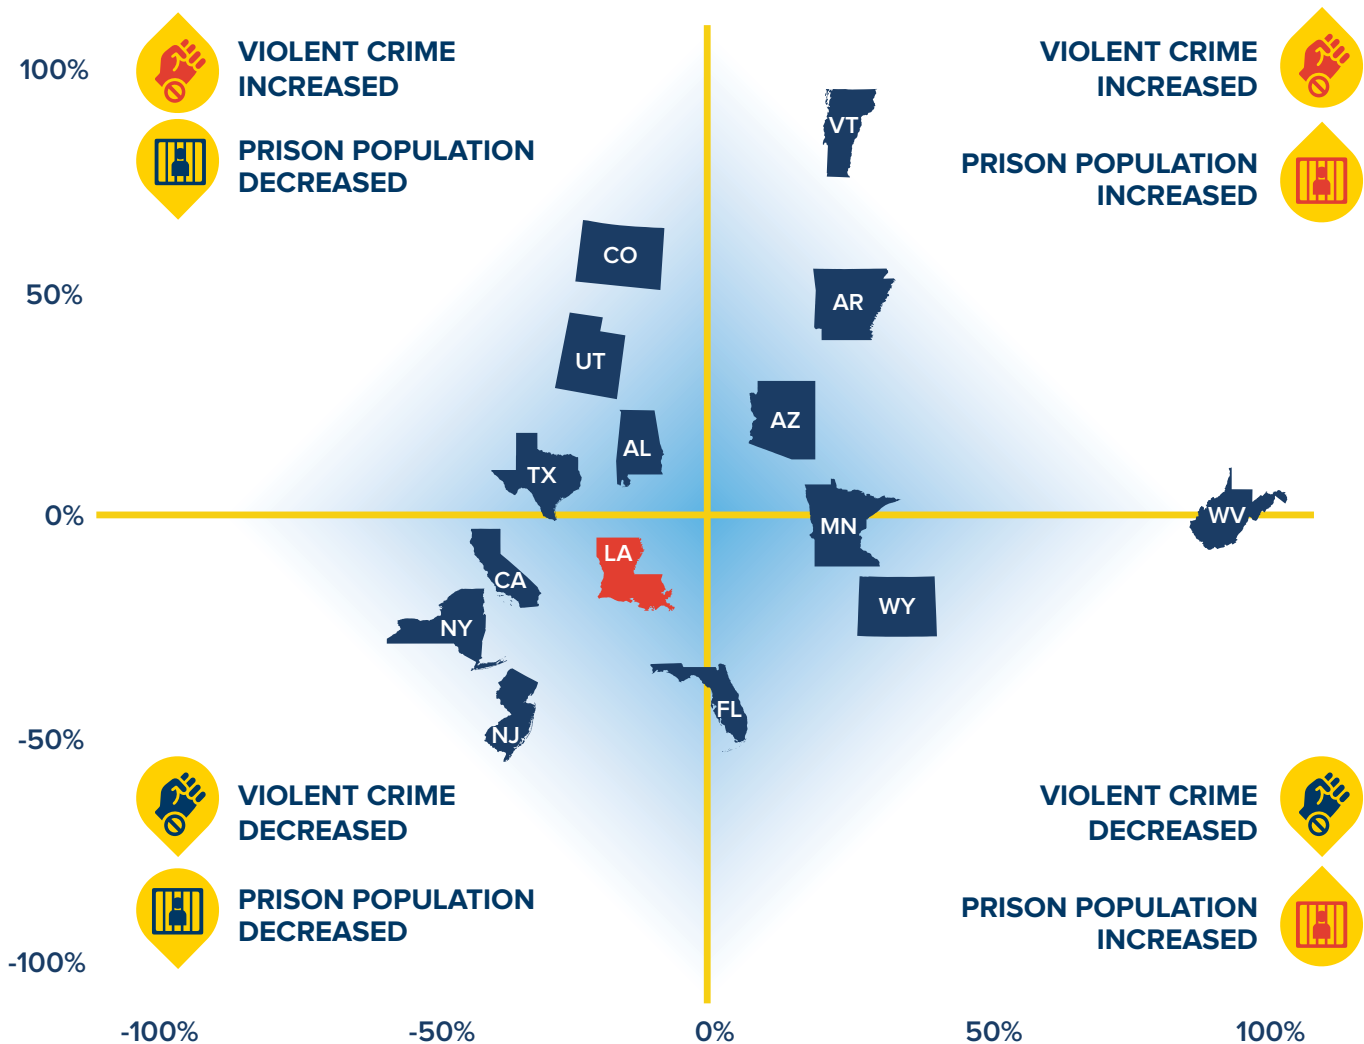 VIOLENT CRIME
INCREASED
PRISON POPULATION
DECREASED
VIOLENT CRIME
INCREASED
PRISON POPULATION
INCREASED
100%
50%
0%
-50%
-100%
VT
CO
AR
UT
AZ
AL
TX
MN
WV
LA
CA
WY
NY
FL
NJ
VIOLENT CRIME
DECREASED
PRISON POPULATION
DECREASED
VIOLENT CRIME
DECREASED
PRISON POPULATION
INCREASED
-100%
-50%
0%
50%
100%